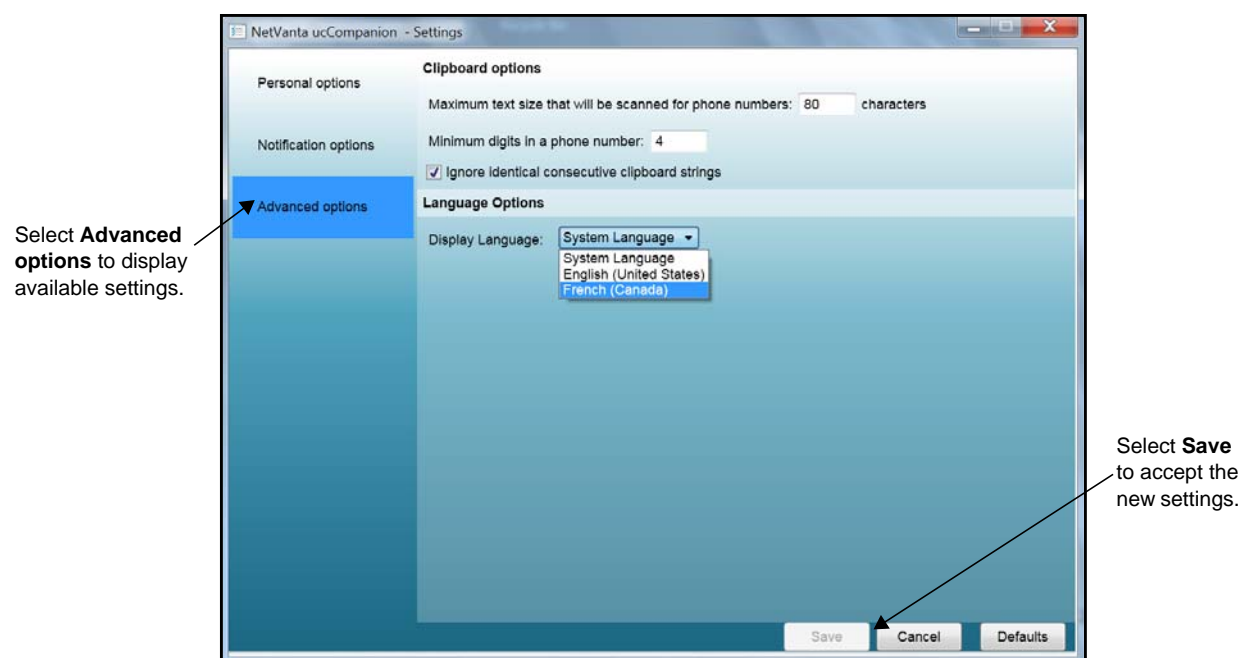 NetVanta ucCompanion - Settings
Personal options
Notification options
Advanced options
Clipboard options
Maximum text size that will be scanned for phone numbers: 80 characters
Minimum digits in a phone number: 4
Ignore identical consecutive clipboard strings
Language Options
Display Language: System Language
System Language
English (United States)
French (Canada)
Select Advanced
options to display
available settings.
Select Save
to accept the
new settings.
Save Cancel Defaults